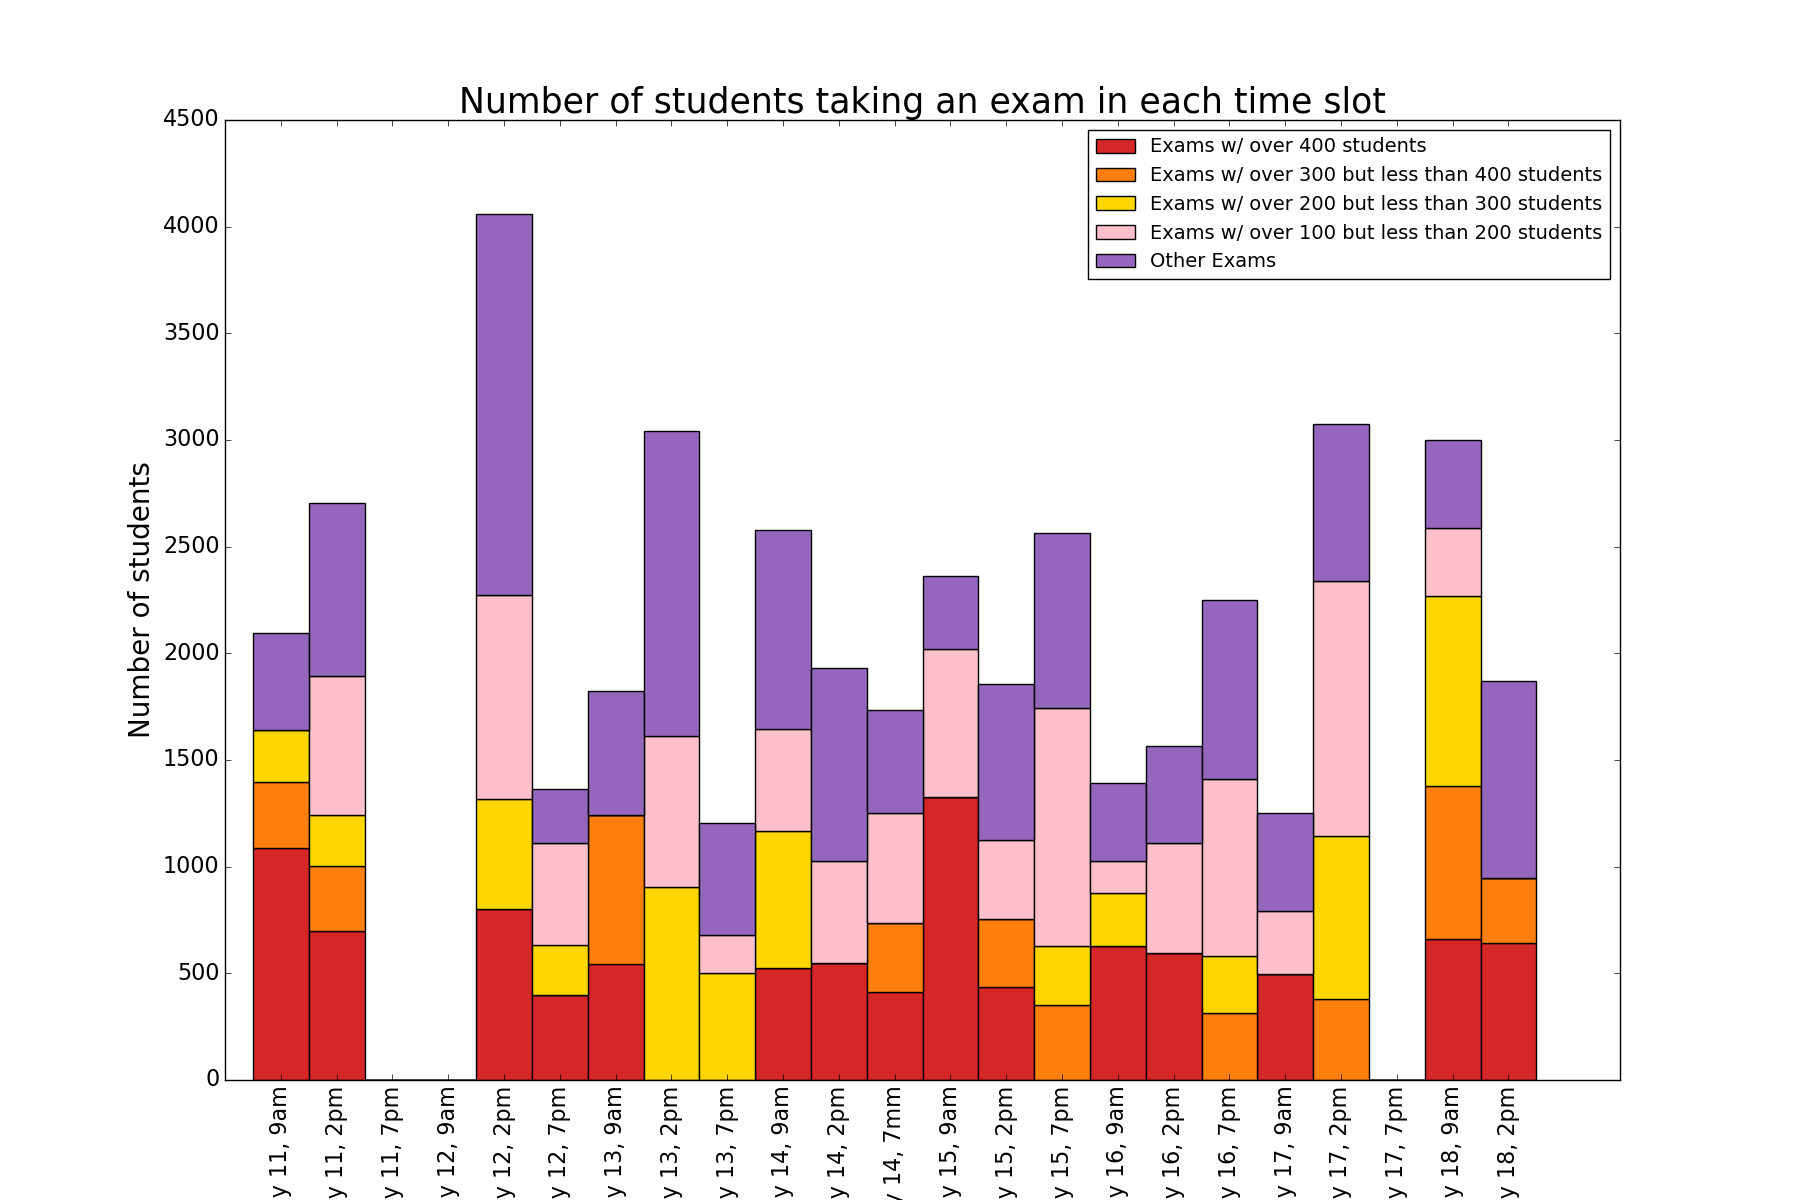 Number of students taking an exam in each time slot
Exams w/ over 400 students
Exams w/ over 300 but less than 400 students
Exams w/ over 200 but less than 300 students
Exams w/ over 100 but less than 200 students
Other Exams
Number of students
4500
4000
3500
3000
2500
2000
1500
1000
500
0
y 11, 9am
y 11, 2pm
y 11, 7pm
y 12, 9am
y 12, 2pm
y 12, 7pm
y 13, 9am
y 13, 2pm
y 13, 7pm
y 14, 9am
y 14, 2pm
y 14, 7mm
y 15, 9am
y 15, 2pm
y 15, 7pm
y 16, 9am
y 16, 2pm
y 16, 7pm
y 17, 9am
y 17, 2pm
y 17, 7pm
y 18, 9am
y 18, 2pm